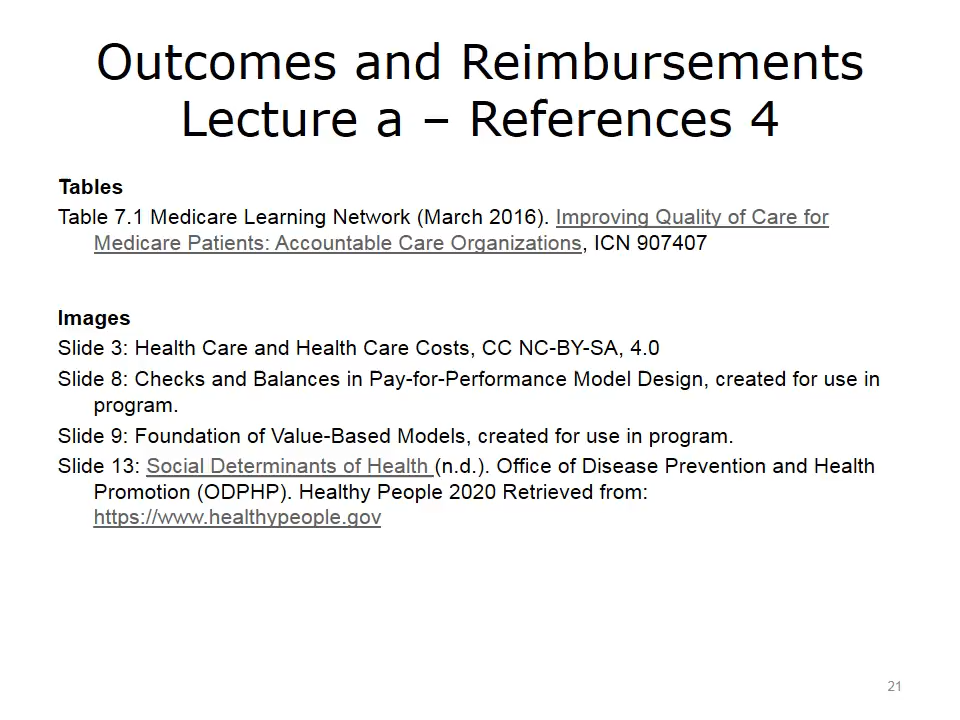 Outcomes and Reimbursements
Lecture a – References 4
Tables
Table 7.1 Medicare Learning Network (March 2016). Improving Quality of Care for
Medicare Patients: Accountable Care Organizations, ICN 907407
Images
Slide 3: Health Care and Health Care Costs, CC NC-BY-SA, 4.0
Slide 8: Checks and Balances in Pay-for-Performance Model Design, created for use in
program.
Slide 9: Foundation of Value-Based Models, created for use in program.
Slide 13: Social Determinants of Health (n.d.). Office of Disease Prevention and Health
Promotion (ODPHP). Healthy People 2020 Retrieved from:
https://www.healthypeople.gov
21